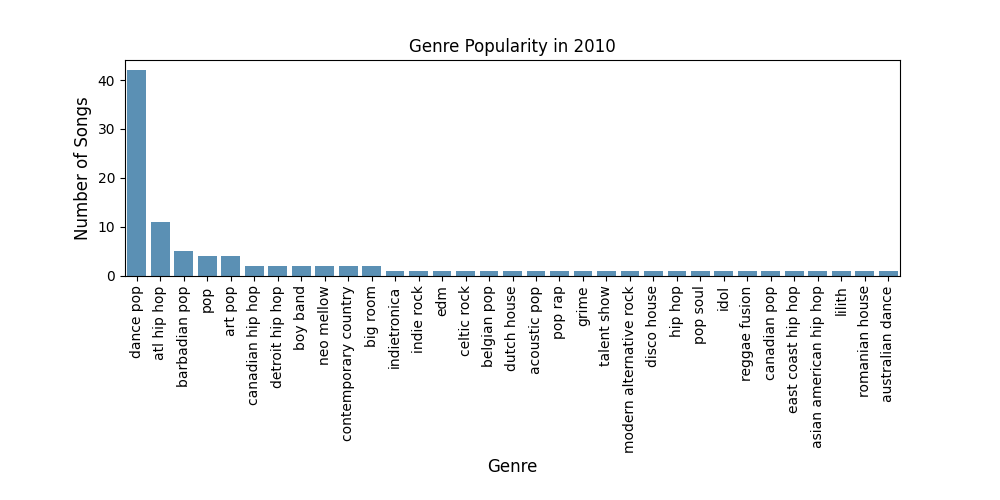 Genre Popularity in 2010
Number of Songs
40
30
20
10
0
dance pop
atl hip hop
barbadian pop
pop
art pop
canadian hip hop
detroit hip hop
boy band
neo mellow
contemporary country
big room
indietronica
indie rock
edm
celtic rock
belgian pop
dutch house
acoustic pop
pop rap
grime
talent show
modern alternative rock
disco house
hip hop
pop soul
idol
reggae fusion
canadian pop
east coast hip hop
asian american hip hop
lilith
romanian house
australian dance
Genre